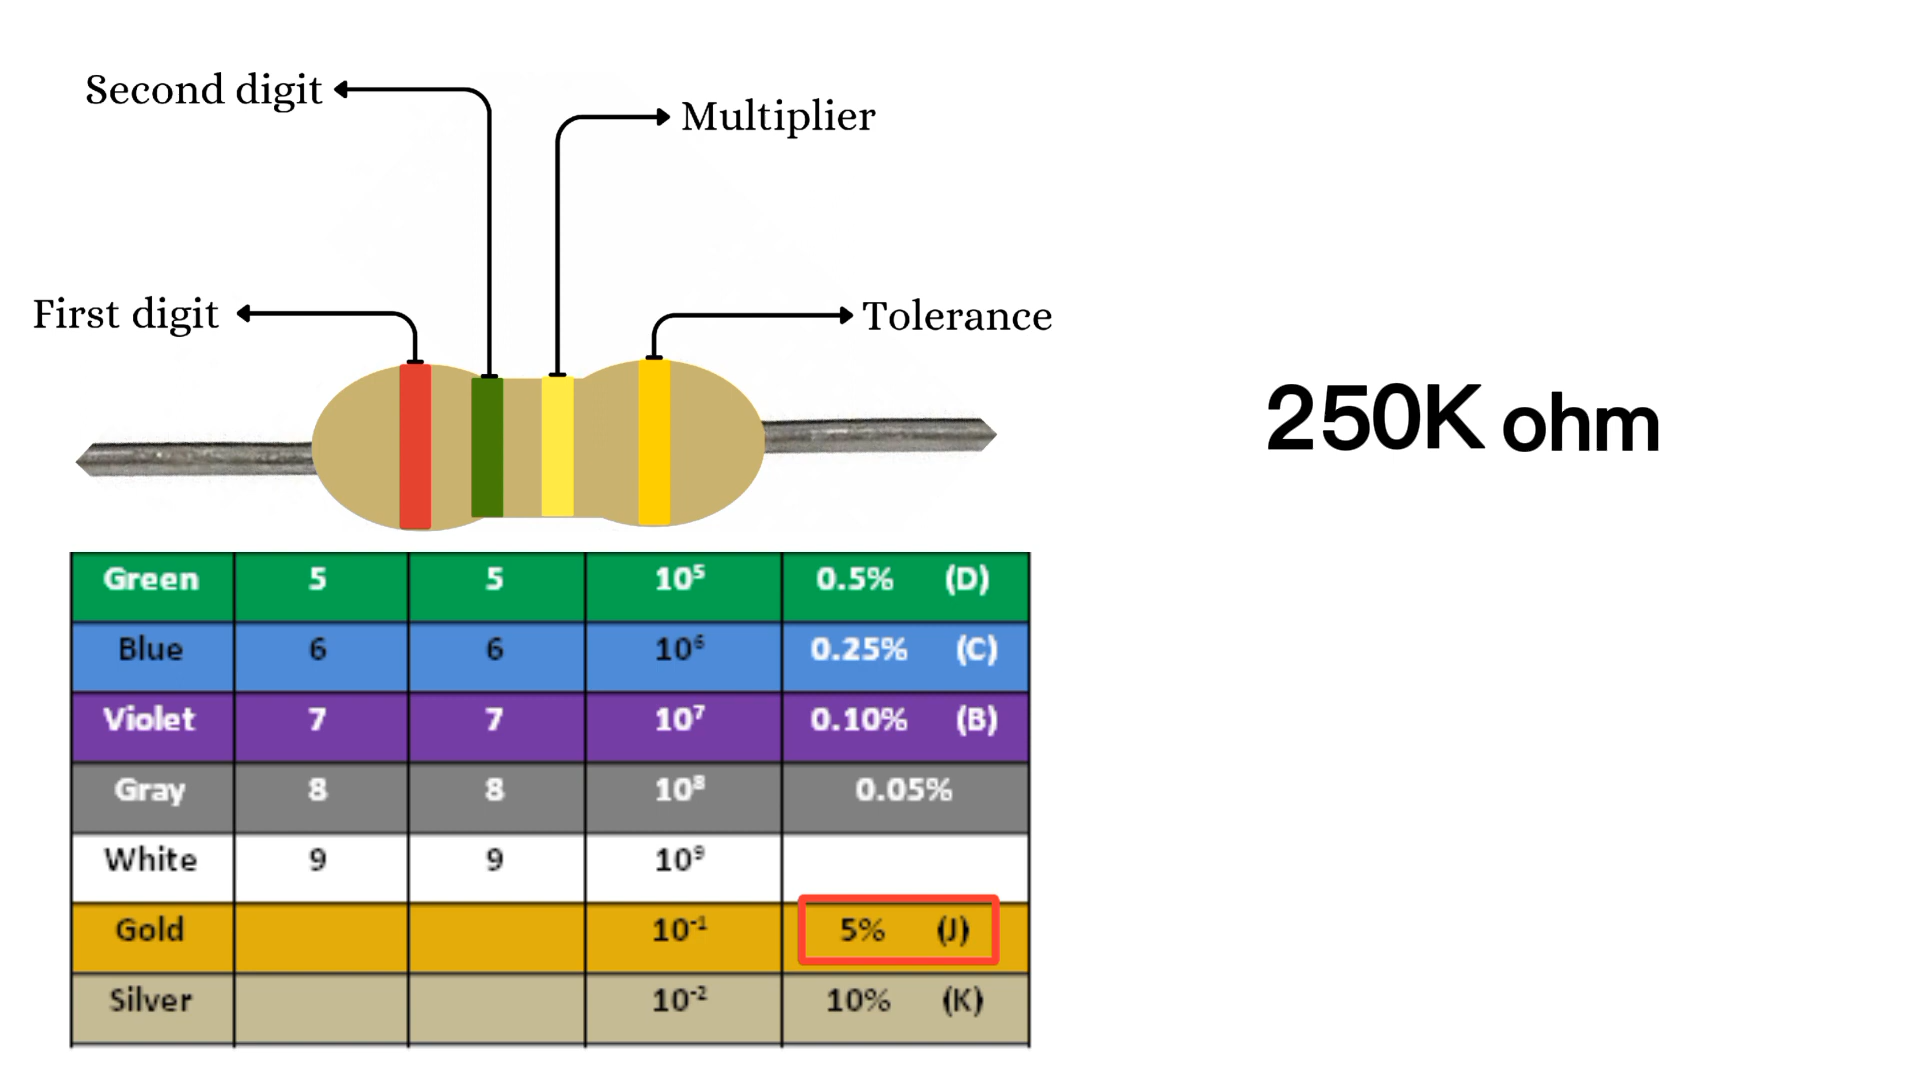 Second digit
Multiplier
First digit
Tolerance
250K ohm
Green 5 5 10⁵ 0.5% (D)
Blue 6 6 10⁶ 0.25% (C)
Violet 7 7 10⁷ 0.10% (B)
Gray 8 8 10⁸ 0.05%
White 9 9 10⁹
Gold 10⁻¹ 5% (J)
Silver 10⁻² 10% (K)